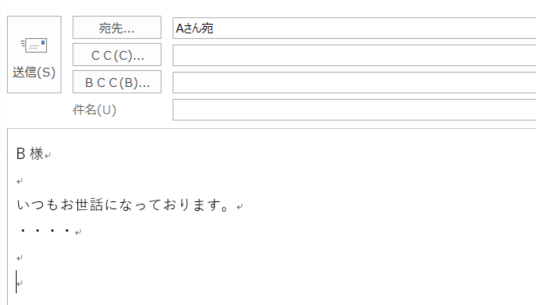 宛先...
Aさん宛
送信(S)
ＣＣ(C)...
ＢＣＣ(B)...
件名(U)
B 様↵
↵
いつもお世話になっております。↵
・・・・↵
↵
↵